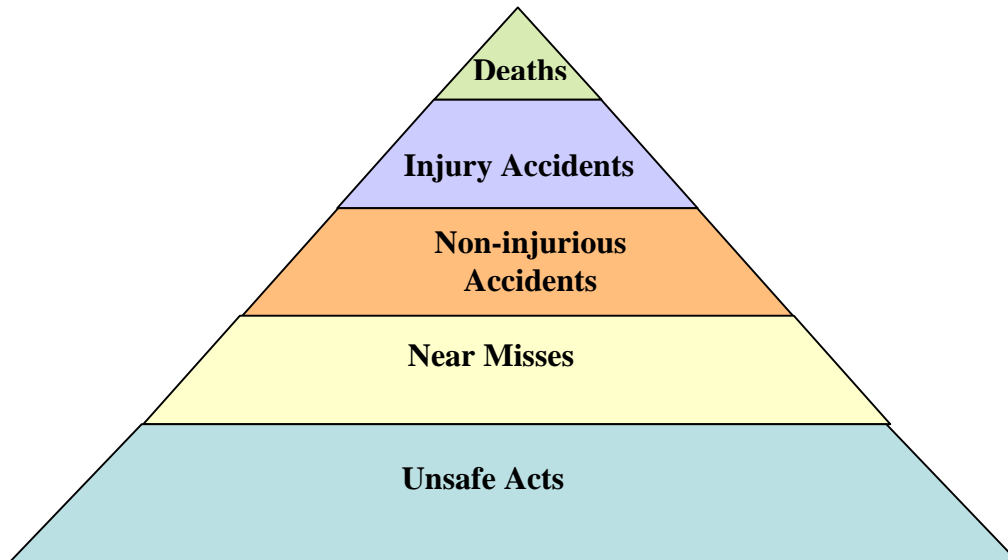 Deaths
Injury Accidents
Non-injurious
Accidents
Near Misses
Unsafe Acts